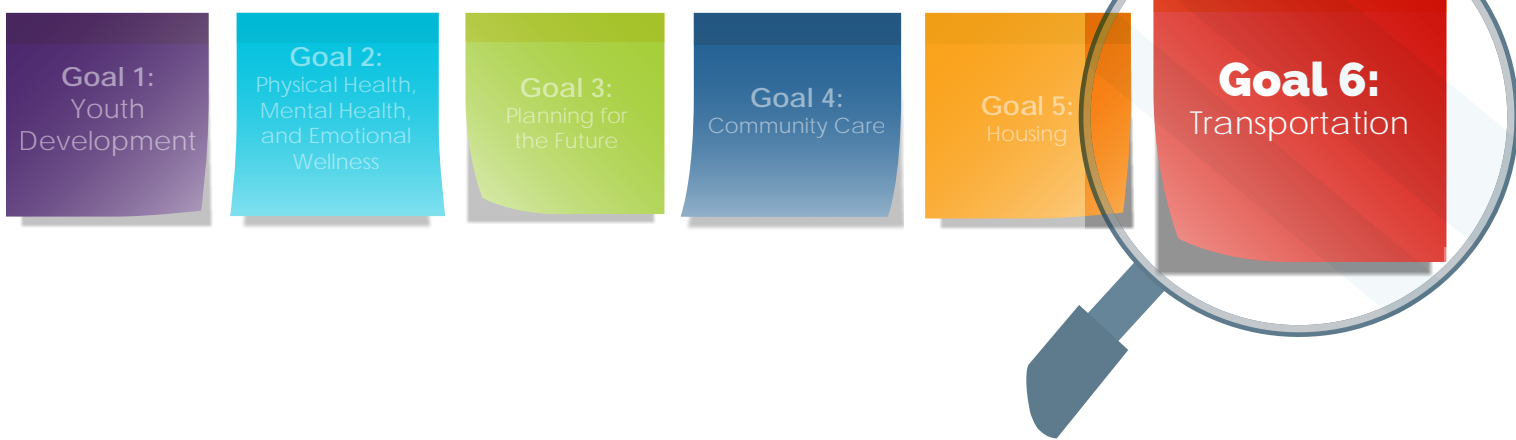 Goal 1:
Youth
Development
Goal 2:
Physical Health,
Mental Health,
and Emotional
Wellness
Goal 3:
Planning for
the Future
Goal 4:
Community Care
Goal 5:
Housing
Goal 6:
Transportation